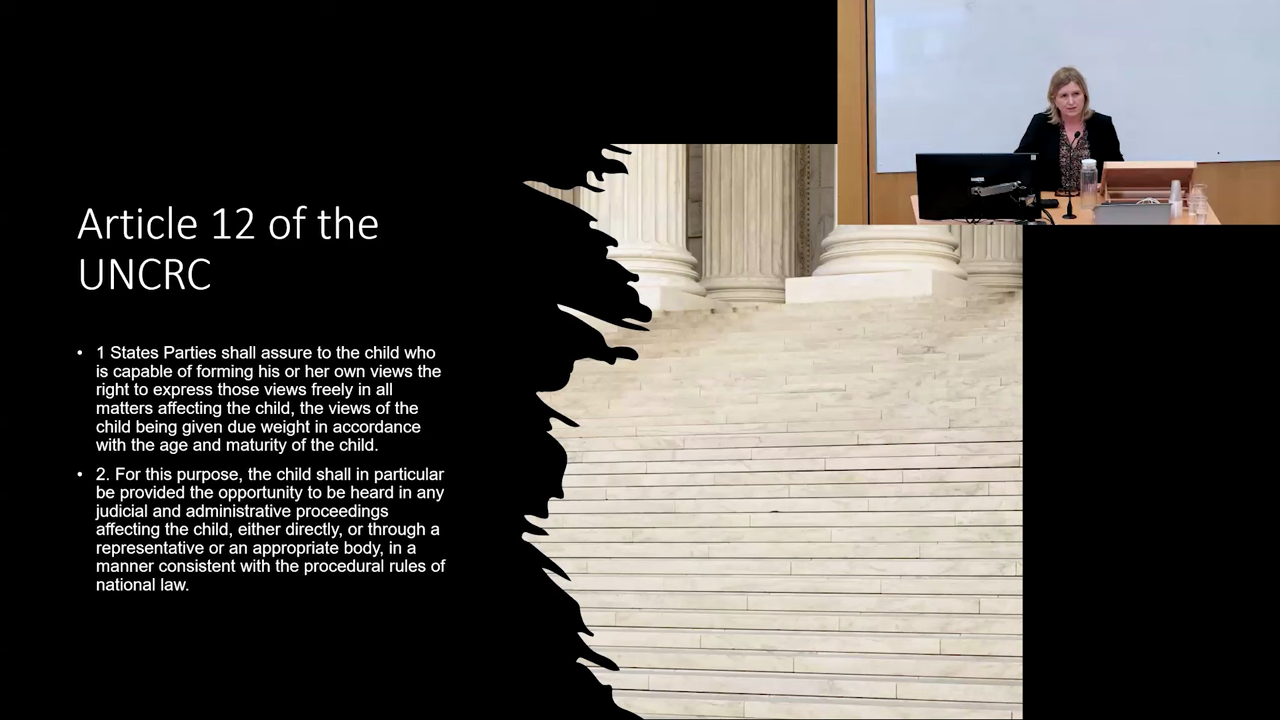 Article 12 of the
UNCRC
• 1 States Parties shall assure to the child who
is capable of forming his or her own views the
right to express those views freely in all
matters affecting the child, the views of the
child being given due weight in accordance
with the age and maturity of the child.
• 2. For this purpose, the child shall in particular
be provided the opportunity to be heard in any
judicial and administrative proceedings
affecting the child, either directly, or through a
representative or an appropriate body, in a
manner consistent with the procedural rules of
national law.